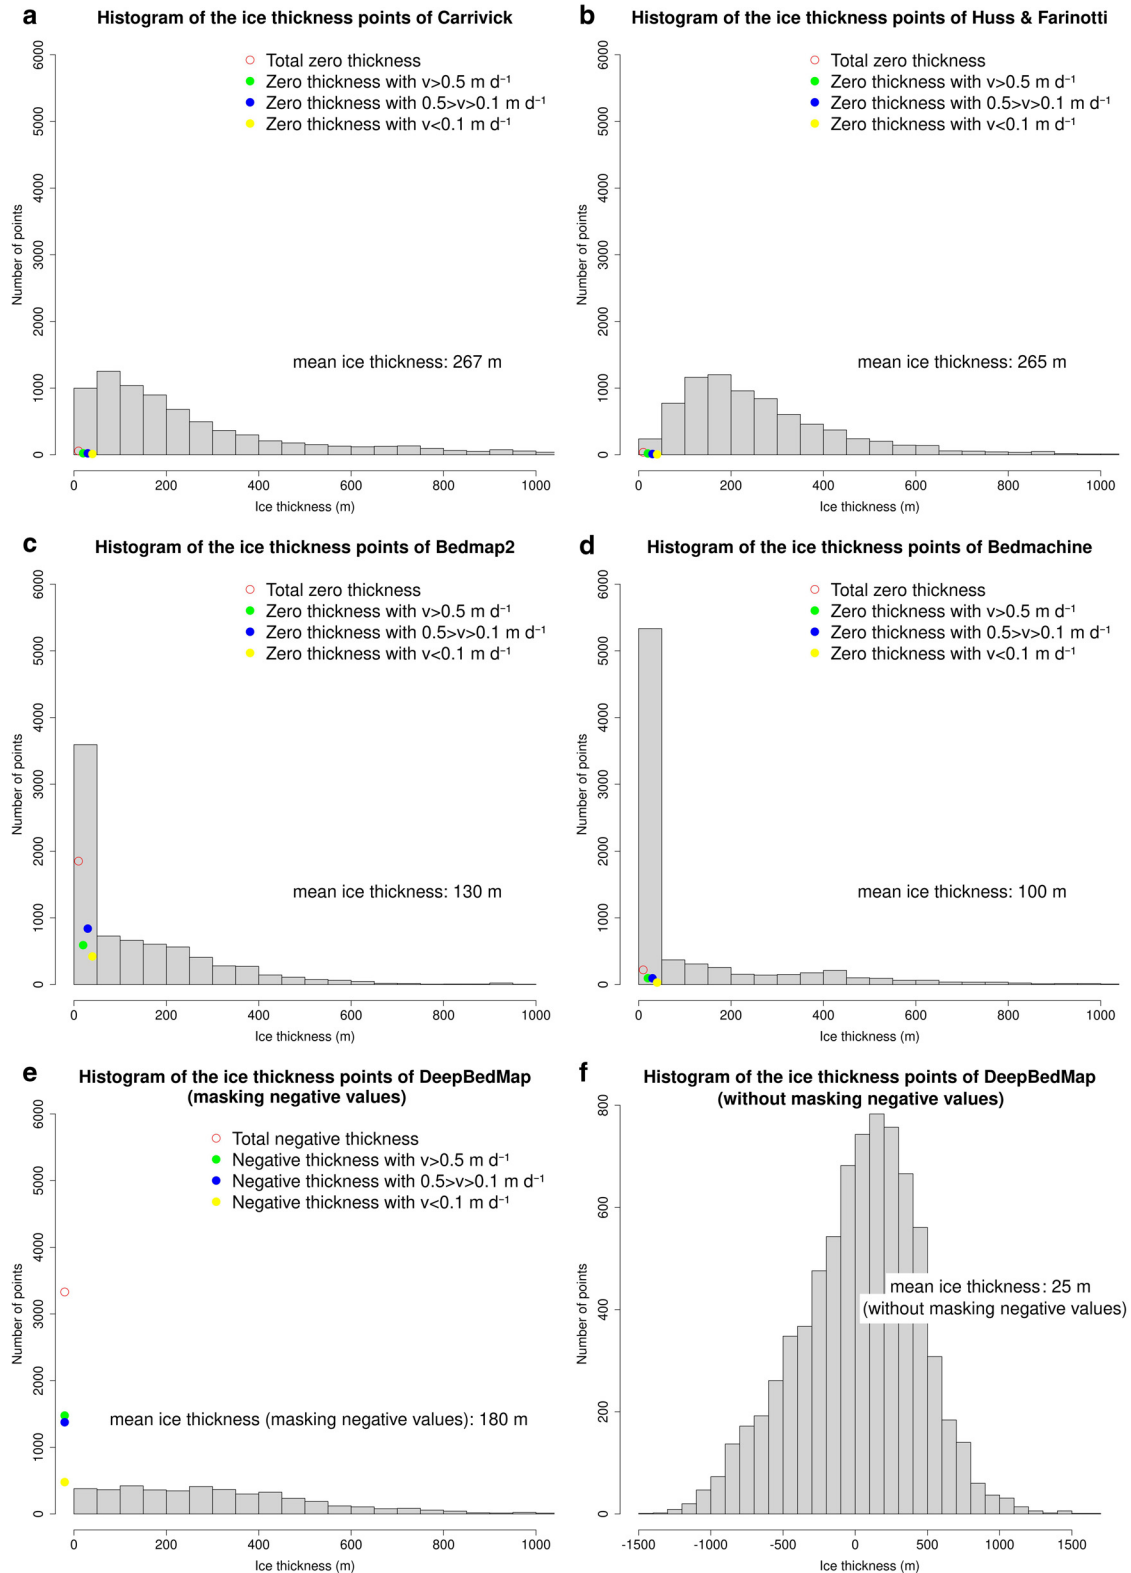 a
Histogram of the ice thickness points of Carrivick
Total zero thickness
Zero thickness with v>0.5 m d⁻¹
Zero thickness with 0.5>v>0.1 m d⁻¹
Zero thickness with v<0.1 m d⁻¹
6000
5000
4000
3000
2000
1000
0
Number of points
mean ice thickness: 267 m
0 200 400 600 800 1000
Ice thickness (m)
b
Histogram of the ice thickness points of Huss & Farinotti
Total zero thickness
Zero thickness with v>0.5 m d⁻¹
Zero thickness with 0.5>v>0.1 m d⁻¹
Zero thickness with v<0.1 m d⁻¹
6000
5000
4000
3000
2000
1000
0
Number of points
mean ice thickness: 265 m
0 200 400 600 800 1000
Ice thickness (m)
c
Histogram of the ice thickness points of Bedmap2
Total zero thickness
Zero thickness with v>0.5 m d⁻¹
Zero thickness with 0.5>v>0.1 m d⁻¹
Zero thickness with v<0.1 m d⁻¹
6000
5000
4000
3000
2000
1000
0
Number of points
mean ice thickness: 130 m
0 200 400 600 800 1000
Ice thickness (m)
d
Histogram of the ice thickness points of Bedmachine
Total zero thickness
Zero thickness with v>0.5 m d⁻¹
Zero thickness with 0.5>v>0.1 m d⁻¹
Zero thickness with v<0.1 m d⁻¹
6000
5000
4000
3000
2000
1000
0
Number of points
mean ice thickness: 100 m
0 200 400 600 800 1000
Ice thickness (m)
e
Histogram of the ice thickness points of DeepBedMap
(masking negative values)
Total negative thickness
Negative thickness with v>0.5 m d⁻¹
Negative thickness with 0.5>v>0.1 m d⁻¹
Negative thickness with v<0.1 m d⁻¹
6000
5000
4000
3000
2000
1000
0
Number of points
mean ice thickness (masking negative values): 180 m
0 200 400 600 800 1000
Ice thickness (m)
f
Histogram of the ice thickness points of DeepBedMap
(without masking negative values)
800
600
400
200
0
Number of points
mean ice thickness: 25 m
(without masking negative values)
-1500 -1000 -500 0 500 1000 1500
Ice thickness (m)